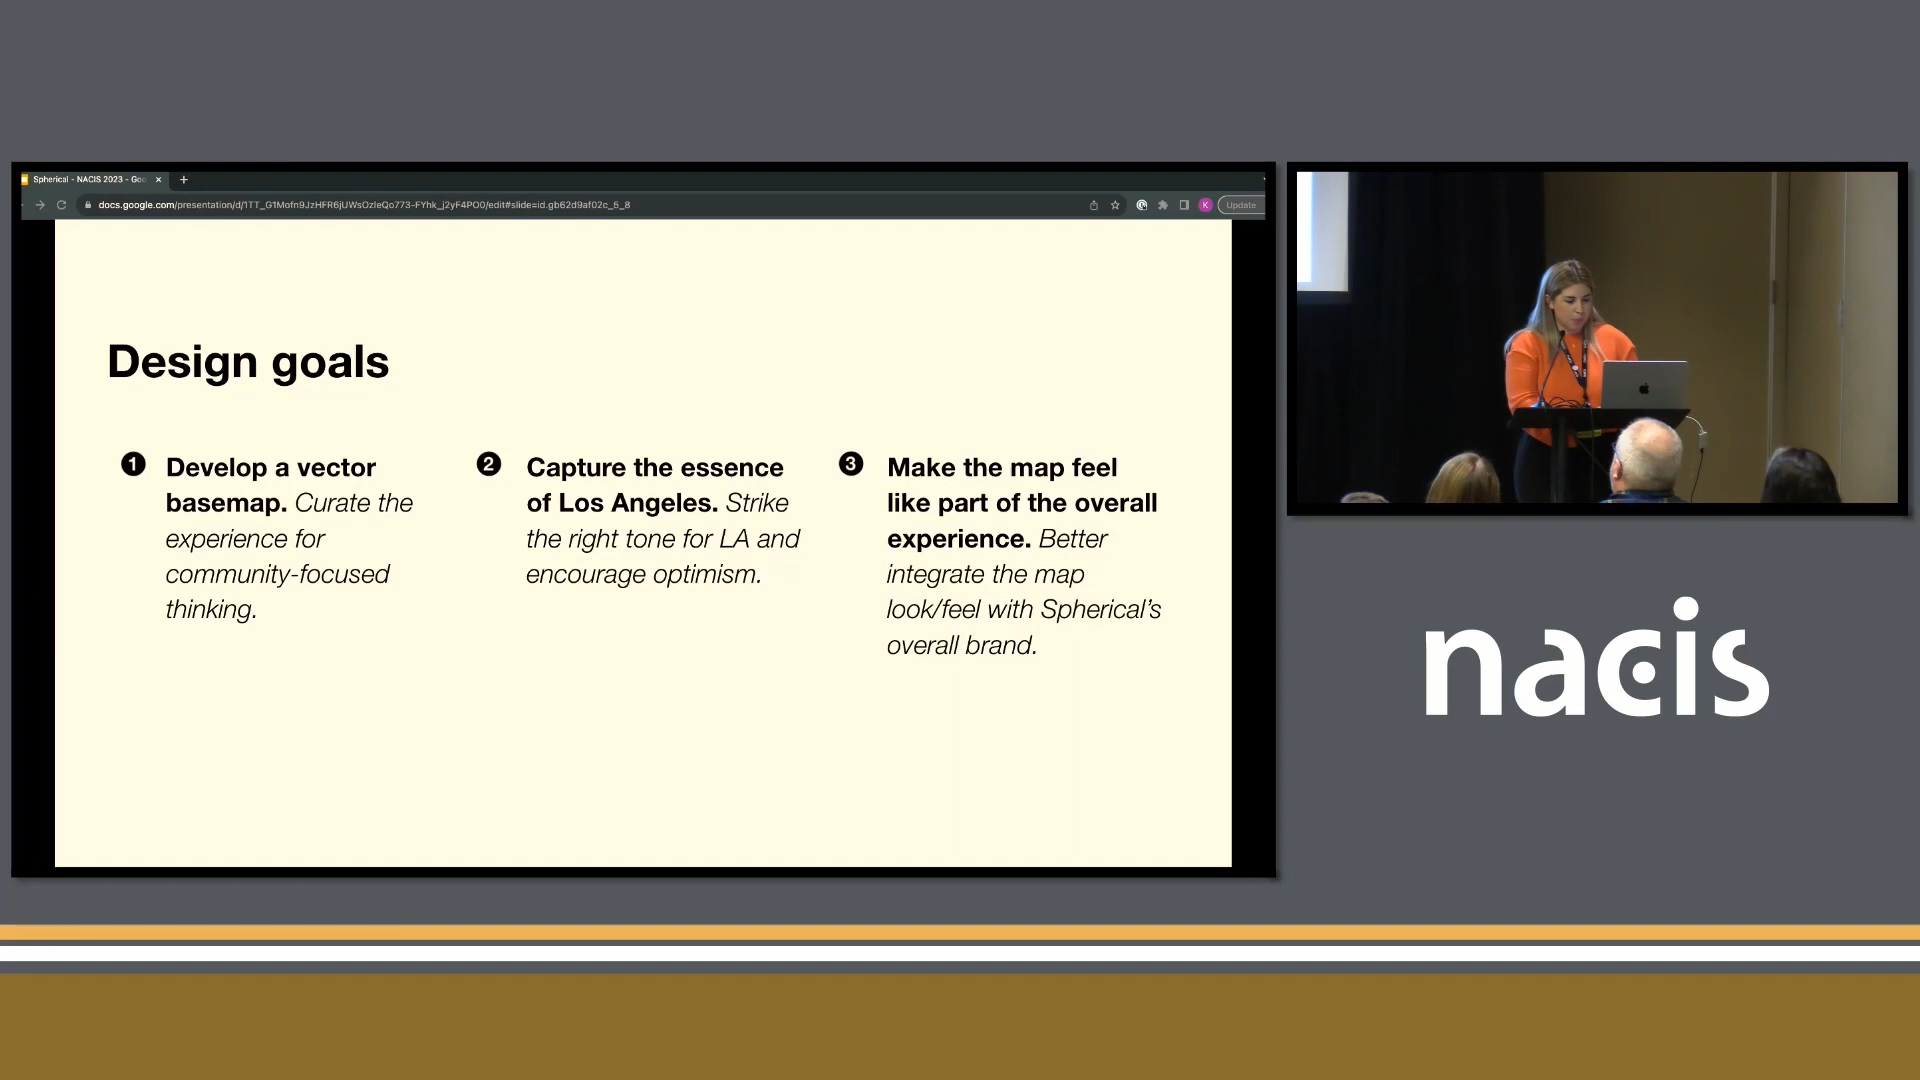 Spherical - NACIS 2023 - Goo
docs.google.com/presentation/d/1TT_G1Mofn9JzHFR6jUWsOzleQo773-FYhk_j2yF4PO0/edit#slide=id.gb62d9af02c_5_8
K
Update
Design goals
1 Develop a vector
basemap. Curate the
experience for
community-focused
thinking.
2 Capture the essence
of Los Angeles. Strike
the right tone for LA and
encourage optimism.
3 Make the map feel
like part of the overall
experience. Better
integrate the map
look/feel with Spherical’s
overall brand.
nacis